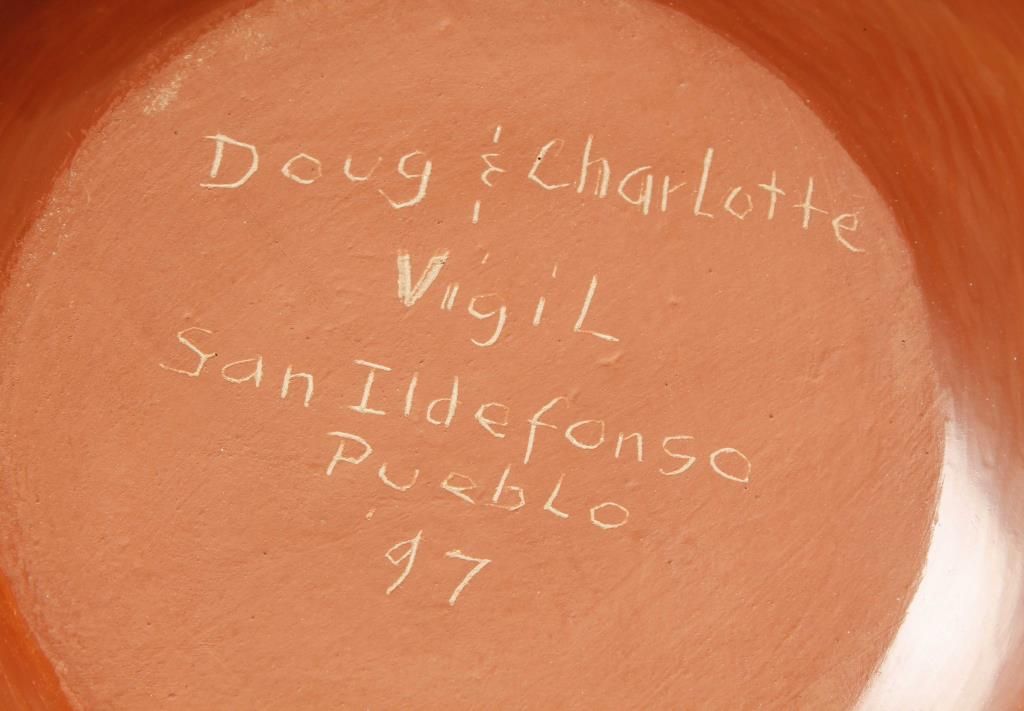 Doug & Charlotte
Vigil
San Ildefonso
Pueblo
'97